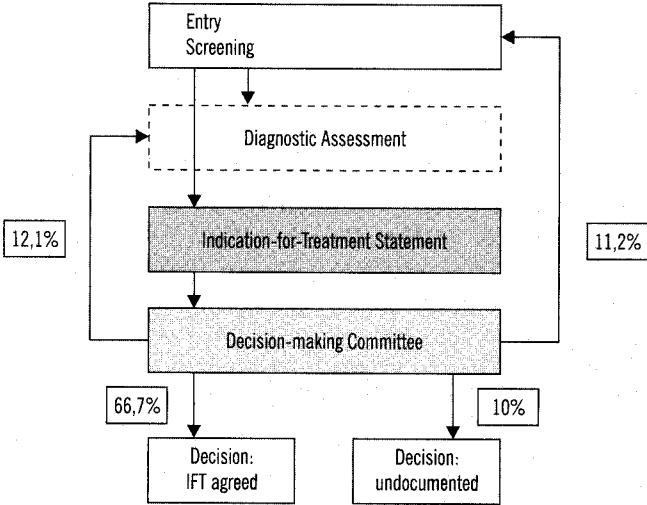 Entry
Screening
Diagnostic Assessment
12,1%
Indication-for-Treatment Statement
11,2%
Decision-making Committee
66,7%
10%
Decision:
IFT agreed
Decision:
undocumented